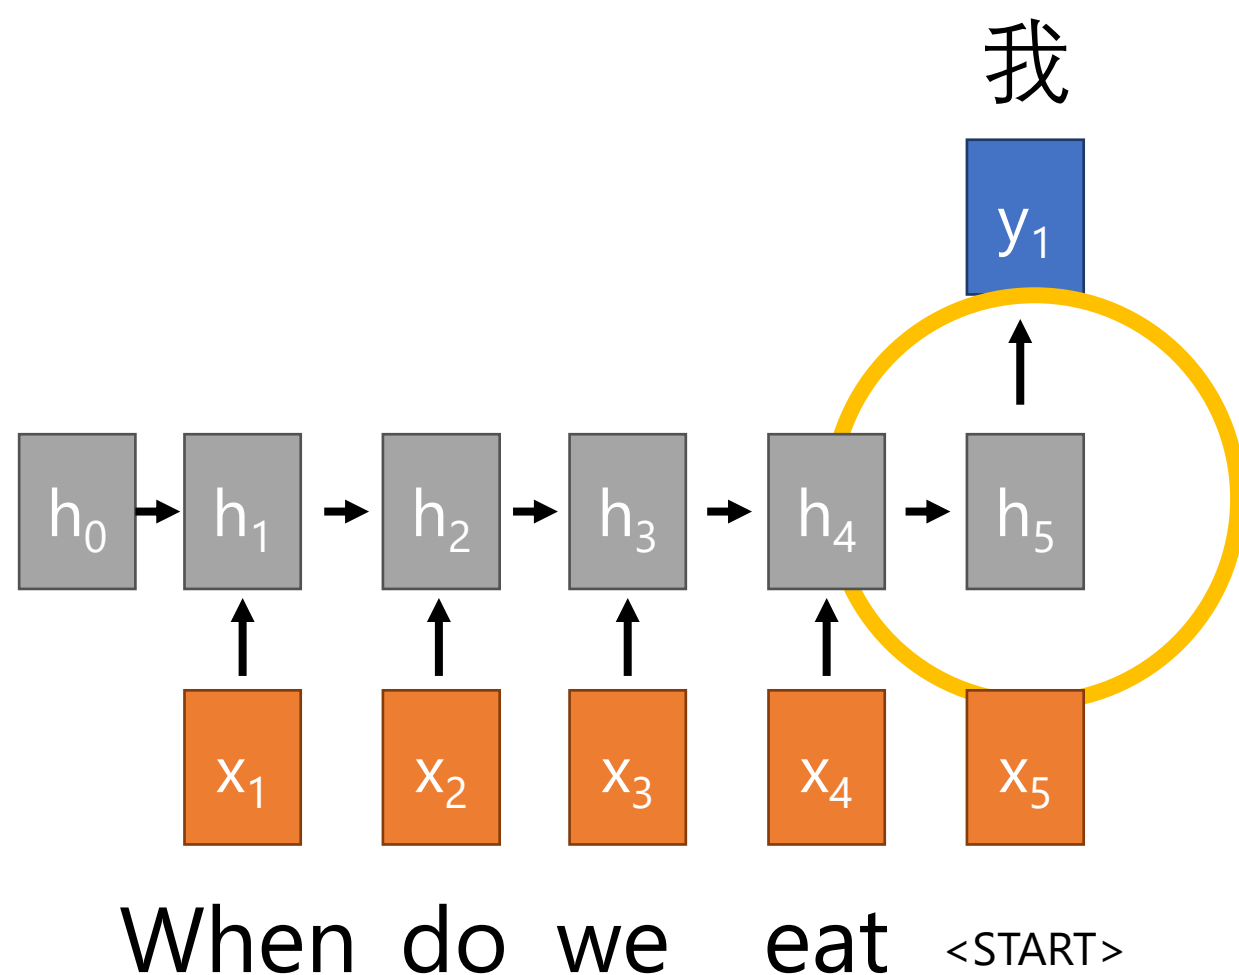 我
y₁
h₀ h₁ h₂ h₃ h₄ h₅
x₁ x₂ x₃ x₄ x₅
When do we eat <START>